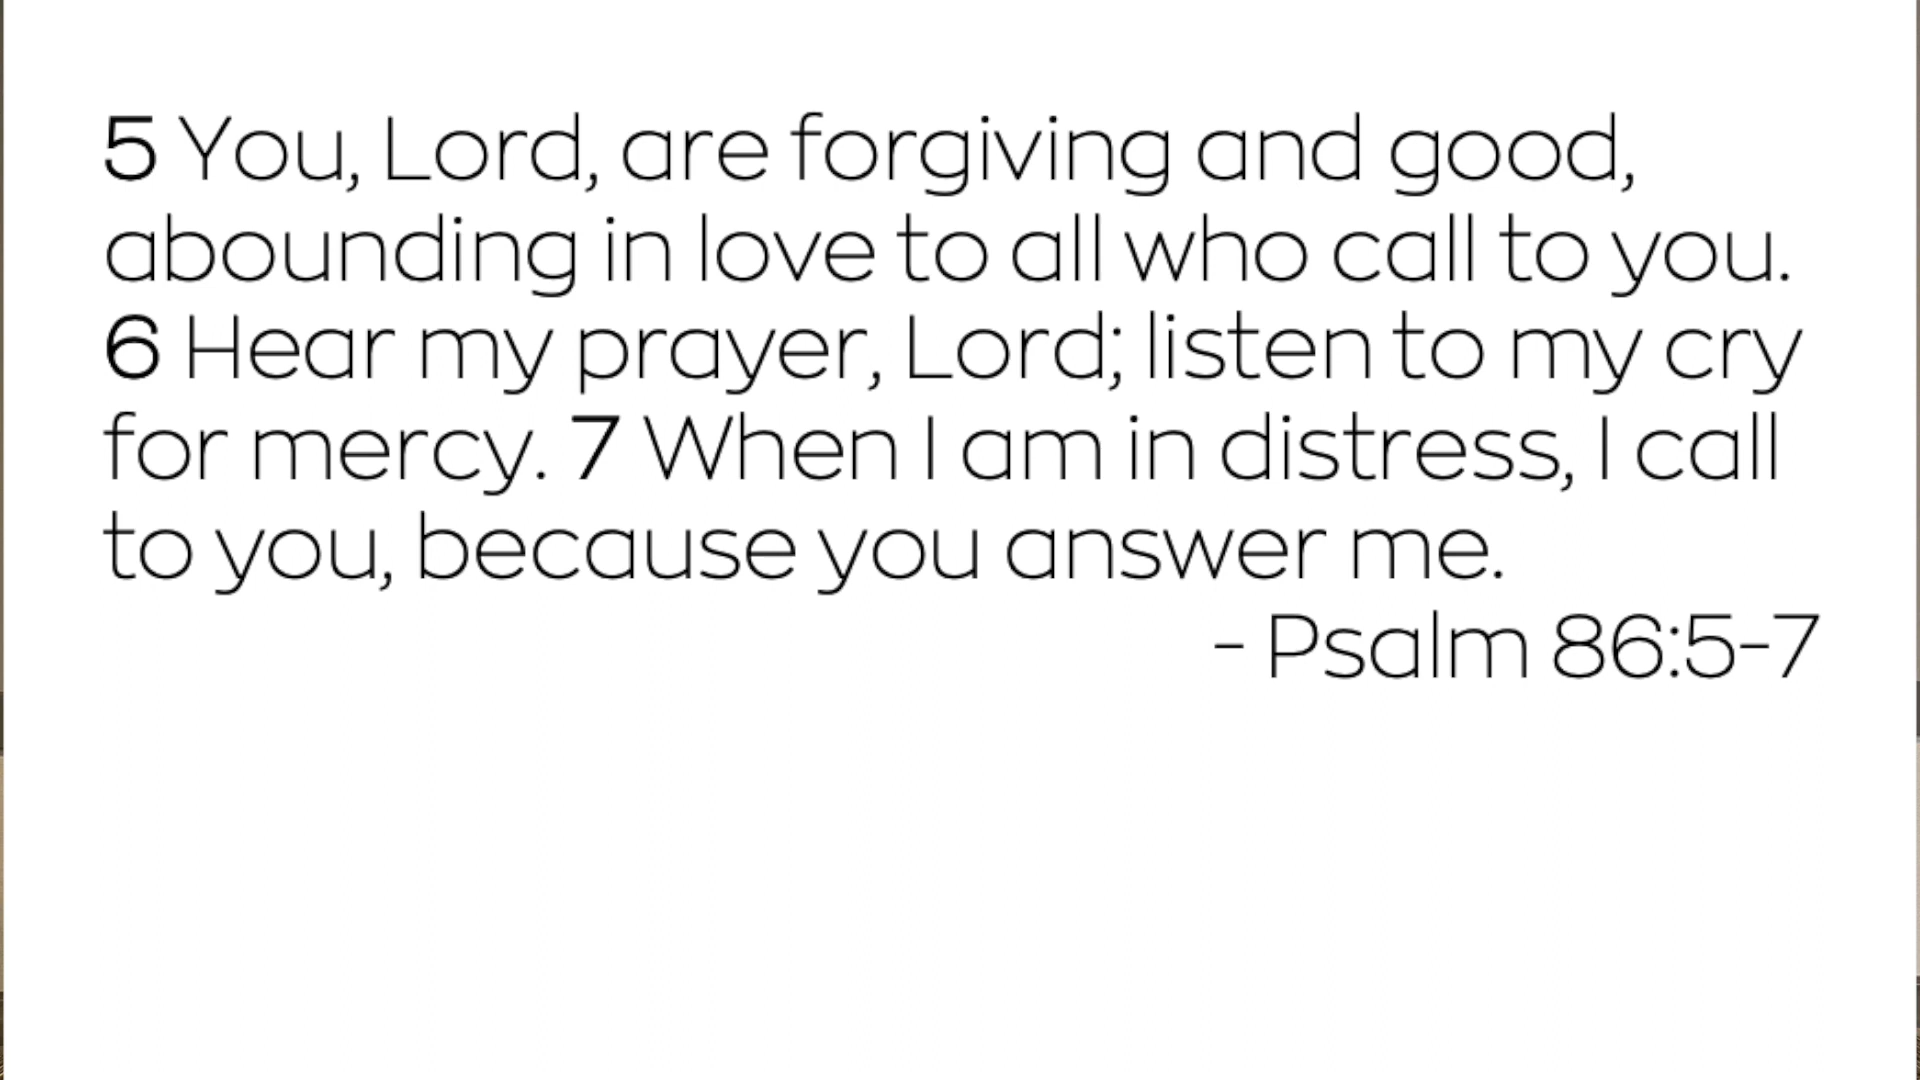 5 You, Lord, are forgiving and good,
abounding in love to all who call to you.
6 Hear my prayer, Lord; listen to my cry
for mercy. 7 When I am in distress, I call
to you, because you answer me.
- Psalm 86:5-7